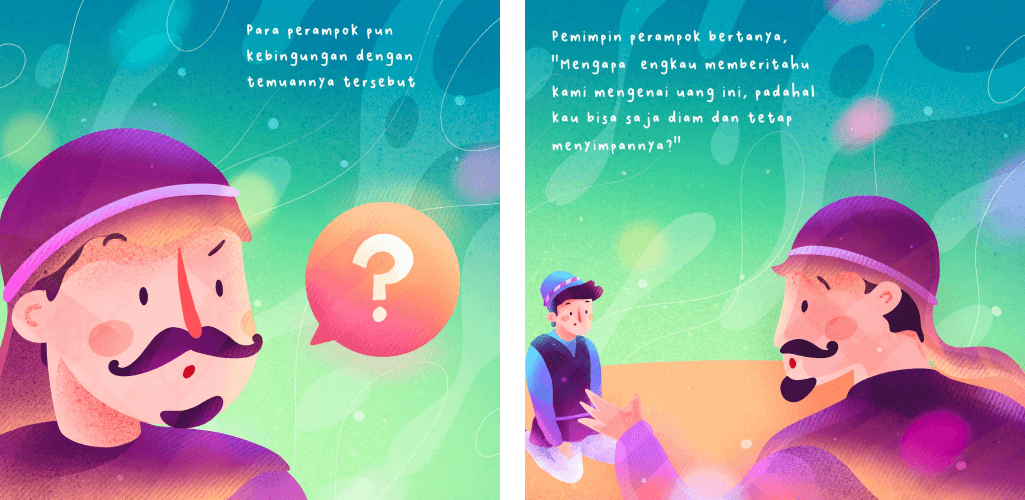 Para perampok pun
kebingungan dengan
temuannya tersebut
?
Pemimpin perampok bertanya,
"Mengapa engkau memberitahu
kami mengenai uang ini, padahal
kau bisa saja diam dan tetap
menyimpannya?"